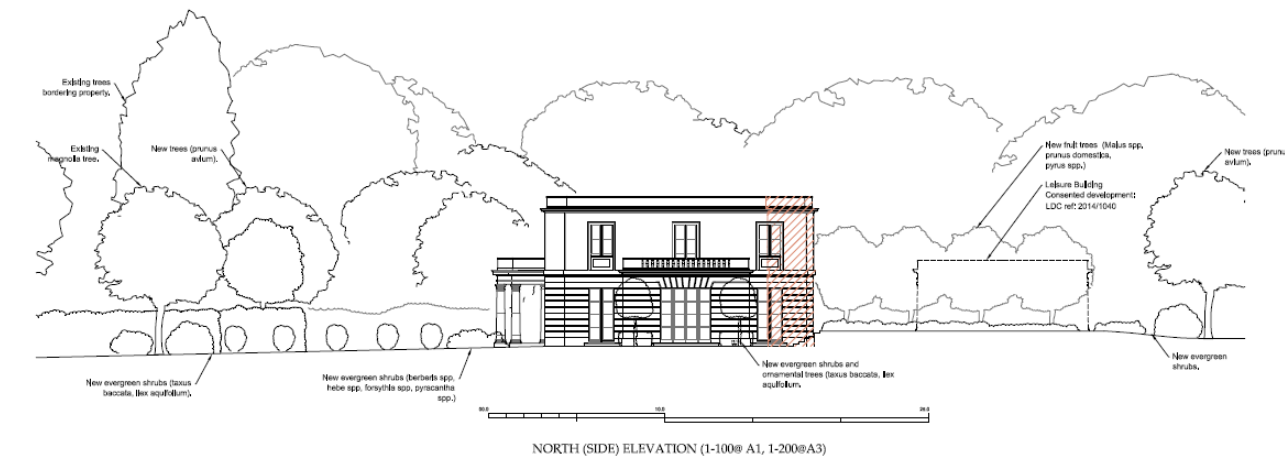 Existing trees
bordering property.
Existing
magnolia tree.
New trees (prunus
avium).
New fruit trees (Malus spp,
prunus domestica,
pyrus spp.)
Leisure Building
Consented development:
LDC ref: 2014/1040
New trees (prunu
avium).
New evergreen shrubs (taxus
baccata, ilex aquifolium).
New evergreen shrubs (berberis spp,
hebe spp, forsythia spp, pyracantha
spp.)
New evergreen shrubs and
ornamental trees (taxus baccata, ilex
aquifolium.
New evergreen
shrubs.
10.0
NORTH (SIDE) ELEVATION (1-100@ A1, 1-200@A3)